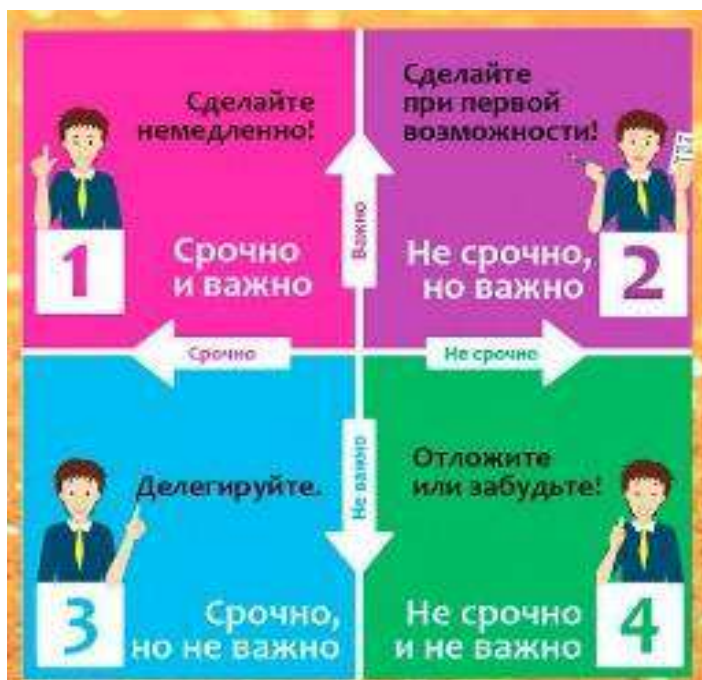 Сделайте
немедленно!
1
Срочно
и важно
Сделайте
при первой
возможности!
Не срочно,
но важно
2
Важно
Срочно
Не срочно
Не важно
Делегируйте.
3
Срочно,
но не важно
Отложите
или забудьте!
Не срочно
и не важно
4